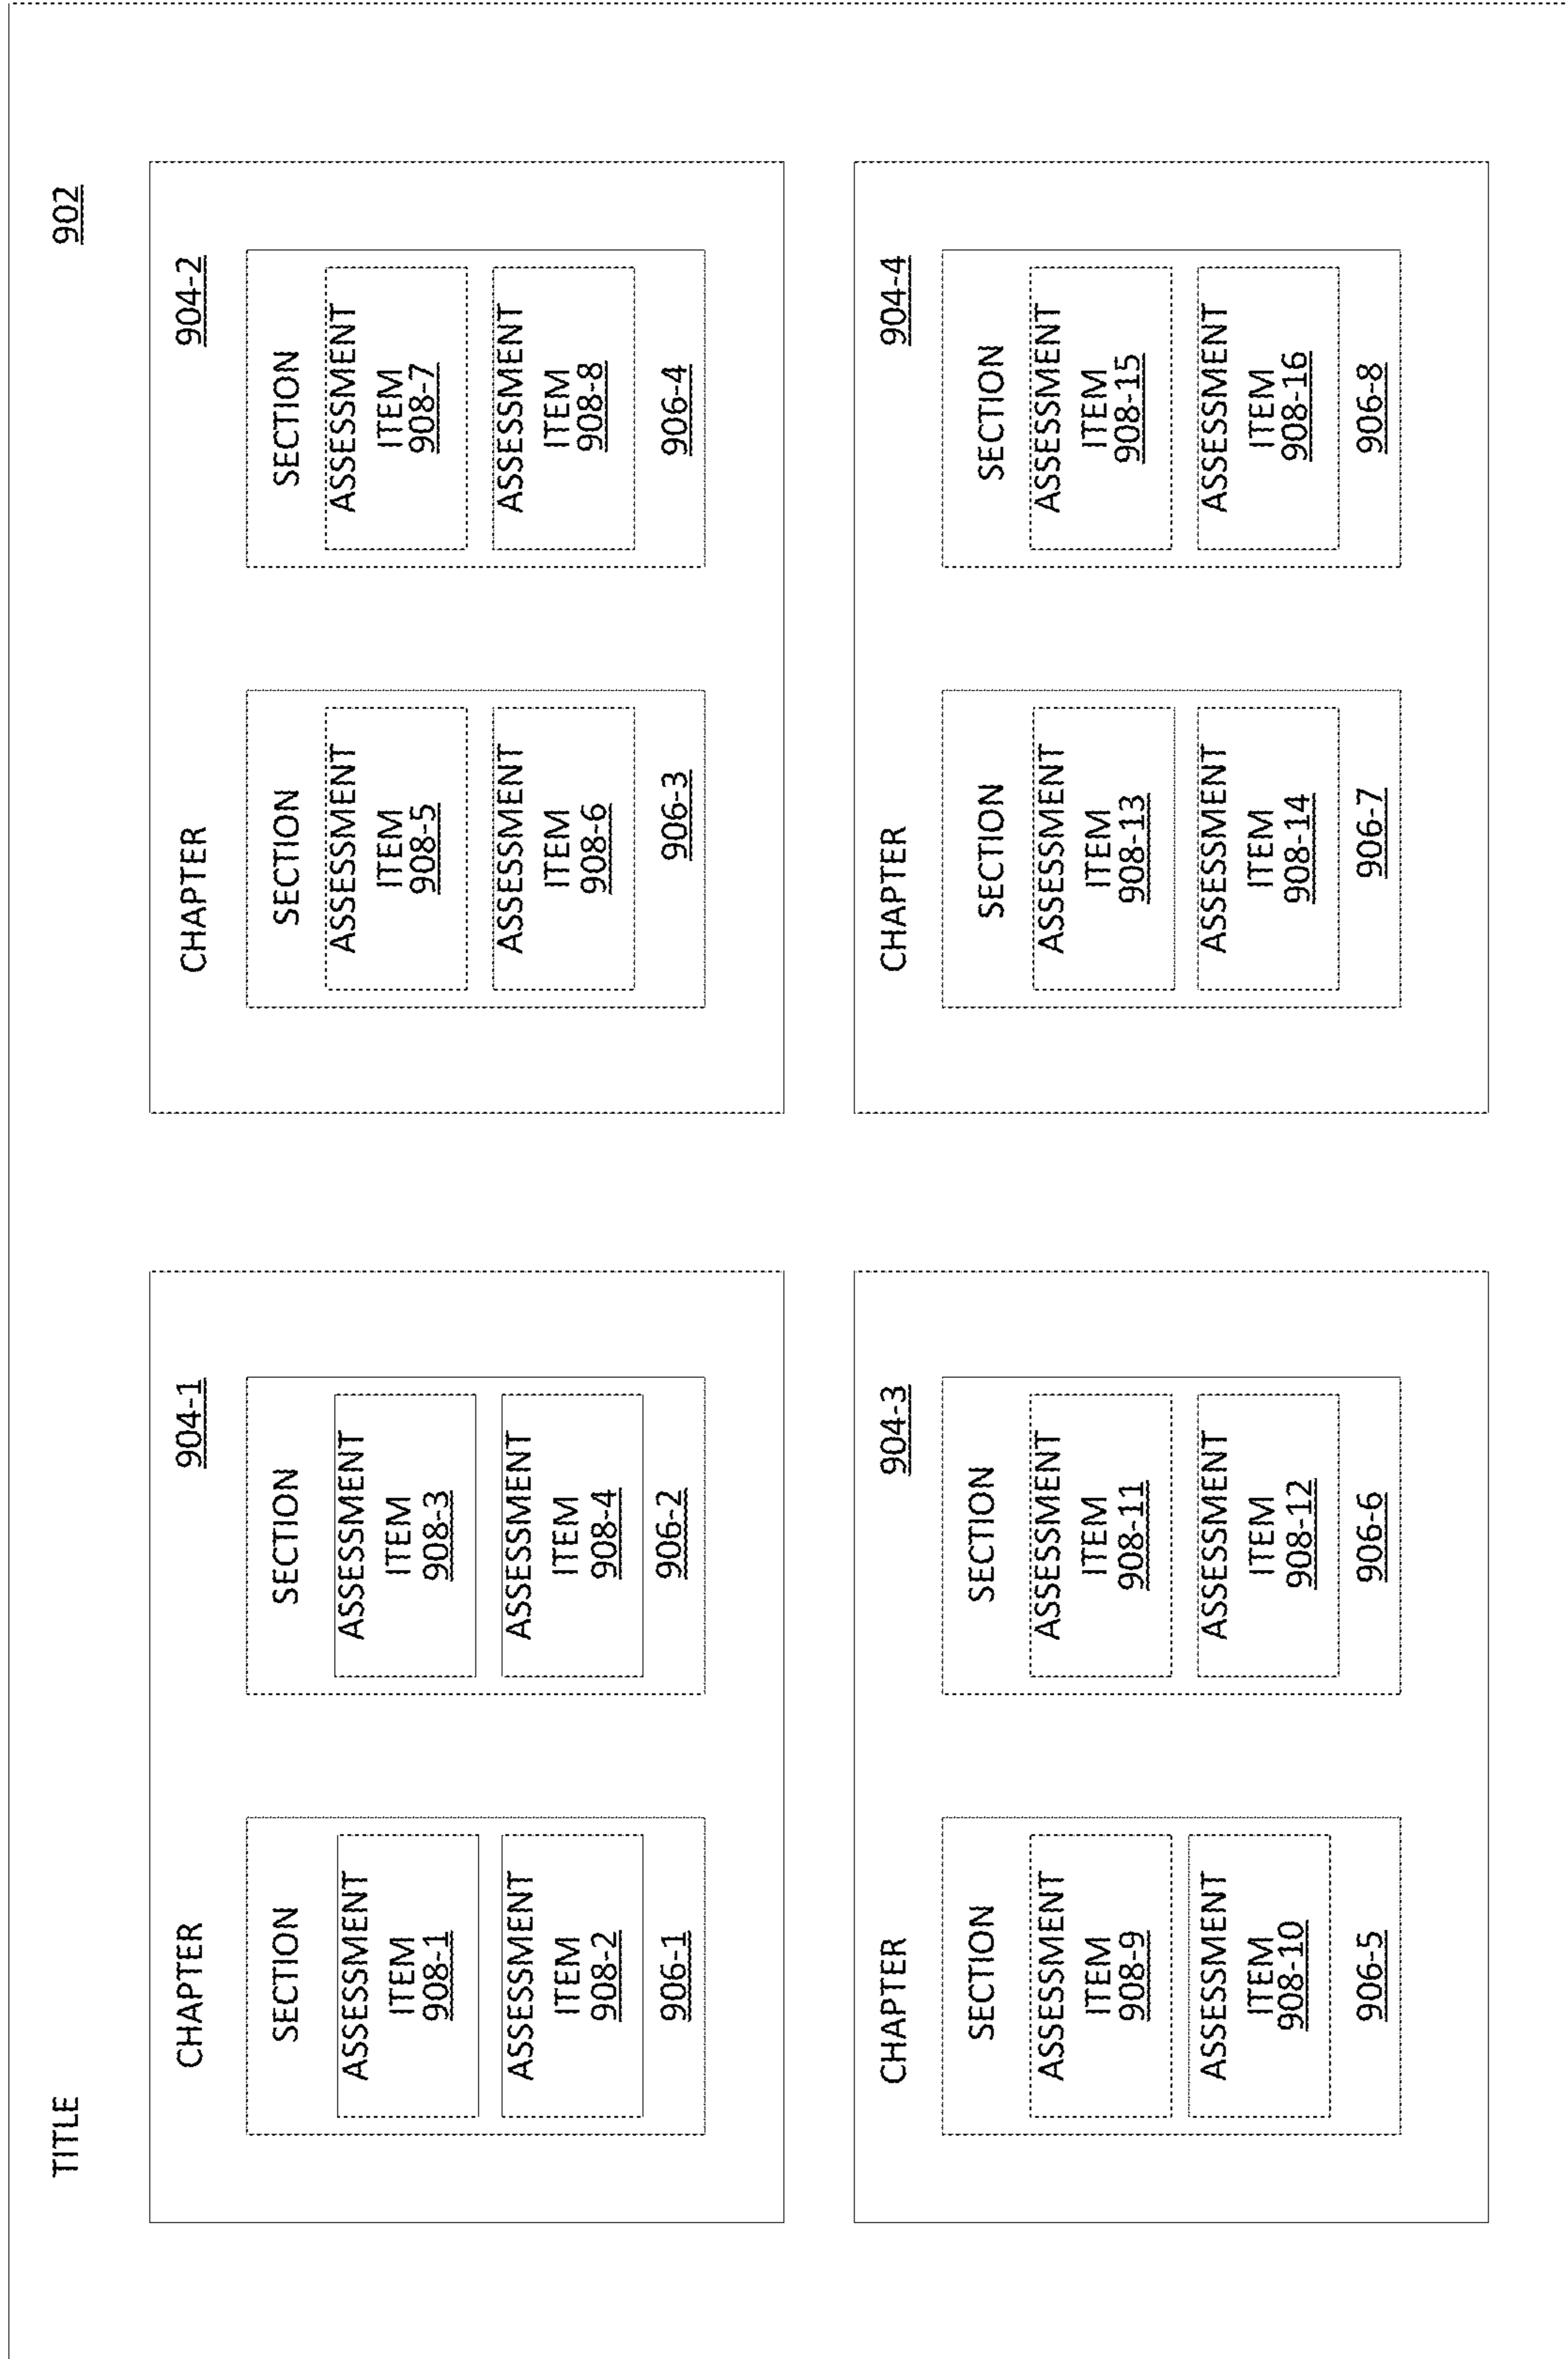 TITLE 902
CHAPTER 904-1
SECTION
ASSESSMENT
ITEM
908-1
ASSESSMENT
ITEM
908-2
906-1
SECTION
ASSESSMENT
ITEM
908-3
ASSESSMENT
ITEM
908-4
906-2
CHAPTER 904-2
SECTION
ASSESSMENT
ITEM
908-5
ASSESSMENT
ITEM
908-6
906-3
SECTION
ASSESSMENT
ITEM
908-7
ASSESSMENT
ITEM
908-8
906-4
CHAPTER 904-3
SECTION
ASSESSMENT
ITEM
908-9
ASSESSMENT
ITEM
908-10
906-5
SECTION
ASSESSMENT
ITEM
908-11
ASSESSMENT
ITEM
908-12
906-6
CHAPTER 904-4
SECTION
ASSESSMENT
ITEM
908-13
ASSESSMENT
ITEM
908-14
906-7
SECTION
ASSESSMENT
ITEM
908-15
ASSESSMENT
ITEM
908-16
906-8